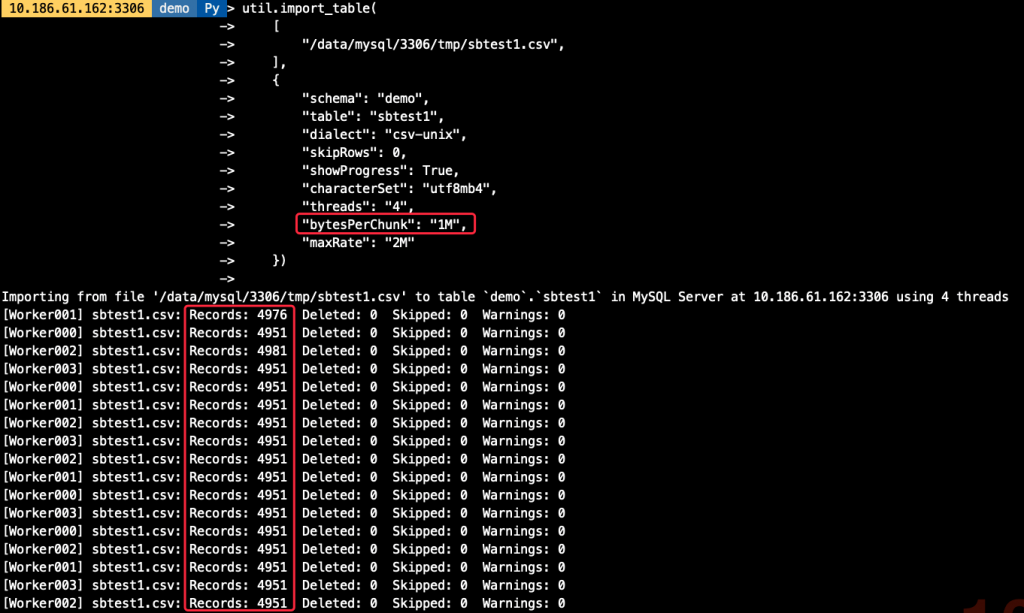 10.186.61.162:3306 demo Py > util.import_table(
-> [
-> "/data/mysql/3306/tmp/sbtest1.csv",
-> ],
-> {
-> "schema": "demo",
-> "table": "sbtest1",
-> "dialect": "csv-unix",
-> "skipRows": 0,
-> "showProgress": True,
-> "characterSet": "utf8mb4",
-> "threads": "4",
-> "bytesPerChunk": "1M",
-> "maxRate": "2M"
-> })
->
Importing from file '/data/mysql/3306/tmp/sbtest1.csv' to table `demo`.`sbtest1` in MySQL Server at 10.186.61.162:3306 using 4 threads
[Worker001] sbtest1.csv: Records: 4976 Deleted: 0 Skipped: 0 Warnings: 0
[Worker000] sbtest1.csv: Records: 4951 Deleted: 0 Skipped: 0 Warnings: 0
[Worker002] sbtest1.csv: Records: 4981 Deleted: 0 Skipped: 0 Warnings: 0
[Worker003] sbtest1.csv: Records: 4951 Deleted: 0 Skipped: 0 Warnings: 0
[Worker000] sbtest1.csv: Records: 4951 Deleted: 0 Skipped: 0 Warnings: 0
[Worker001] sbtest1.csv: Records: 4951 Deleted: 0 Skipped: 0 Warnings: 0
[Worker002] sbtest1.csv: Records: 4951 Deleted: 0 Skipped: 0 Warnings: 0
[Worker003] sbtest1.csv: Records: 4951 Deleted: 0 Skipped: 0 Warnings: 0
[Worker002] sbtest1.csv: Records: 4951 Deleted: 0 Skipped: 0 Warnings: 0
[Worker001] sbtest1.csv: Records: 4951 Deleted: 0 Skipped: 0 Warnings: 0
[Worker000] sbtest1.csv: Records: 4951 Deleted: 0 Skipped: 0 Warnings: 0
[Worker003] sbtest1.csv: Records: 4951 Deleted: 0 Skipped: 0 Warnings: 0
[Worker000] sbtest1.csv: Records: 4951 Deleted: 0 Skipped: 0 Warnings: 0
[Worker002] sbtest1.csv: Records: 4951 Deleted: 0 Skipped: 0 Warnings: 0
[Worker001] sbtest1.csv: Records: 4951 Deleted: 0 Skipped: 0 Warnings: 0
[Worker003] sbtest1.csv: Records: 4951 Deleted: 0 Skipped: 0 Warnings: 0
[Worker002] sbtest1.csv: Records: 4951 Deleted: 0 Skipped: 0 Warnings: 0